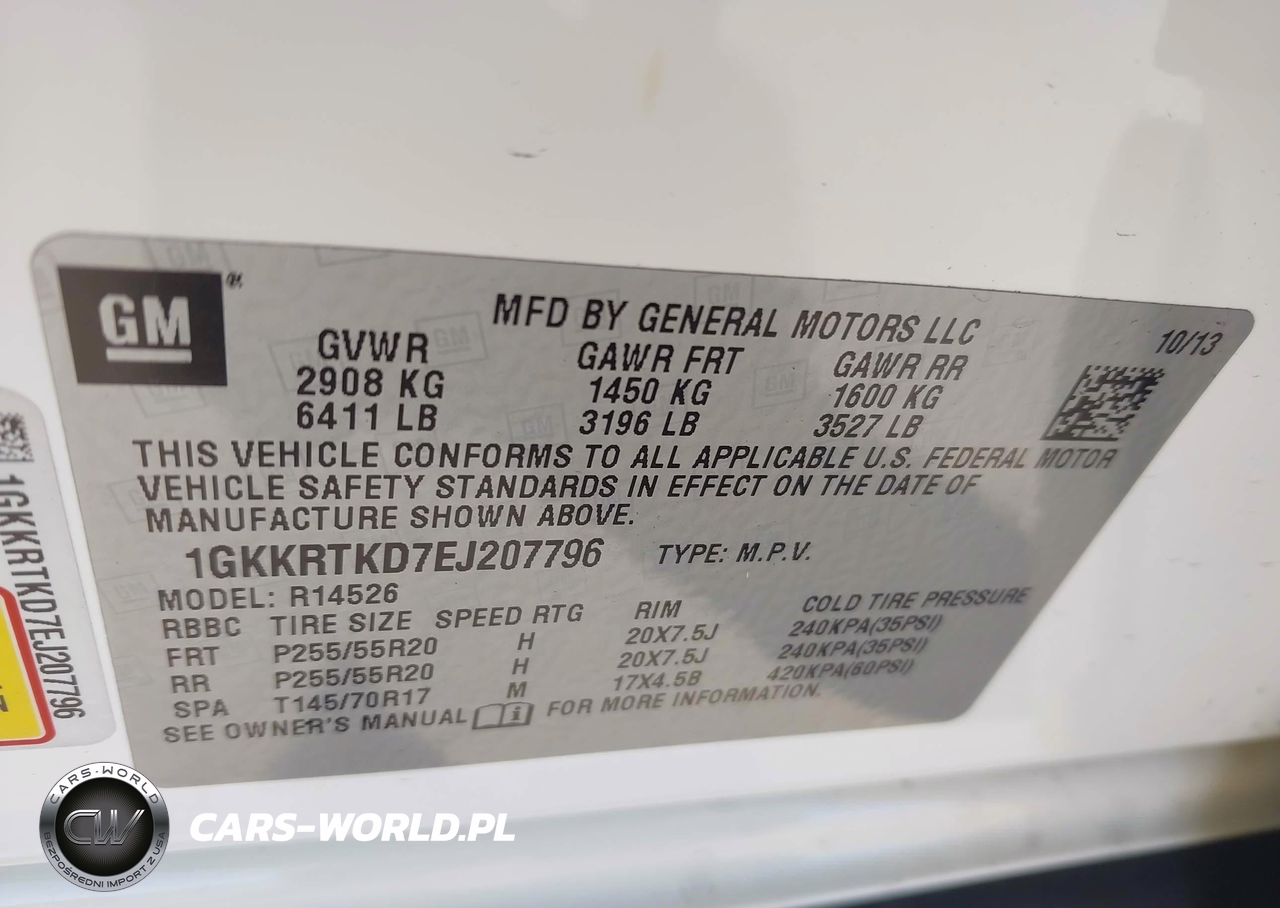 GM
MFD BY GENERAL MOTORS LLC
10/13
GVWR GAWR FRT GAWR RR
2908 KG 1450 KG 1600 KG
6411 LB 3196 LB 3527 LB
THIS VEHICLE CONFORMS TO ALL APPLICABLE U.S. FEDERAL MOTOR
VEHICLE SAFETY STANDARDS IN EFFECT ON THE DATE OF
MANUFACTURE SHOWN ABOVE.
1GKKRTKD7EJ207796 TYPE: M.P.V.
MODEL: R14526
RBBC TIRE SIZE SPEED RTG RIM COLD TIRE PRESSURE
FRT P255/55R20 H 20X7.5J 240KPA(35PSI)
RR P255/55R20 H 20X7.5J 240KPA(35PSI)
SPA T145/70R17 M 17X4.5B 420KPA(60PSI)
SEE OWNER'S MANUAL FOR MORE INFORMATION.
1GKKRTKD7EJ207796
CARS-WORLD
CW
BEZPOŚREDNI IMPORT Z USA
CARS-WORLD.PL